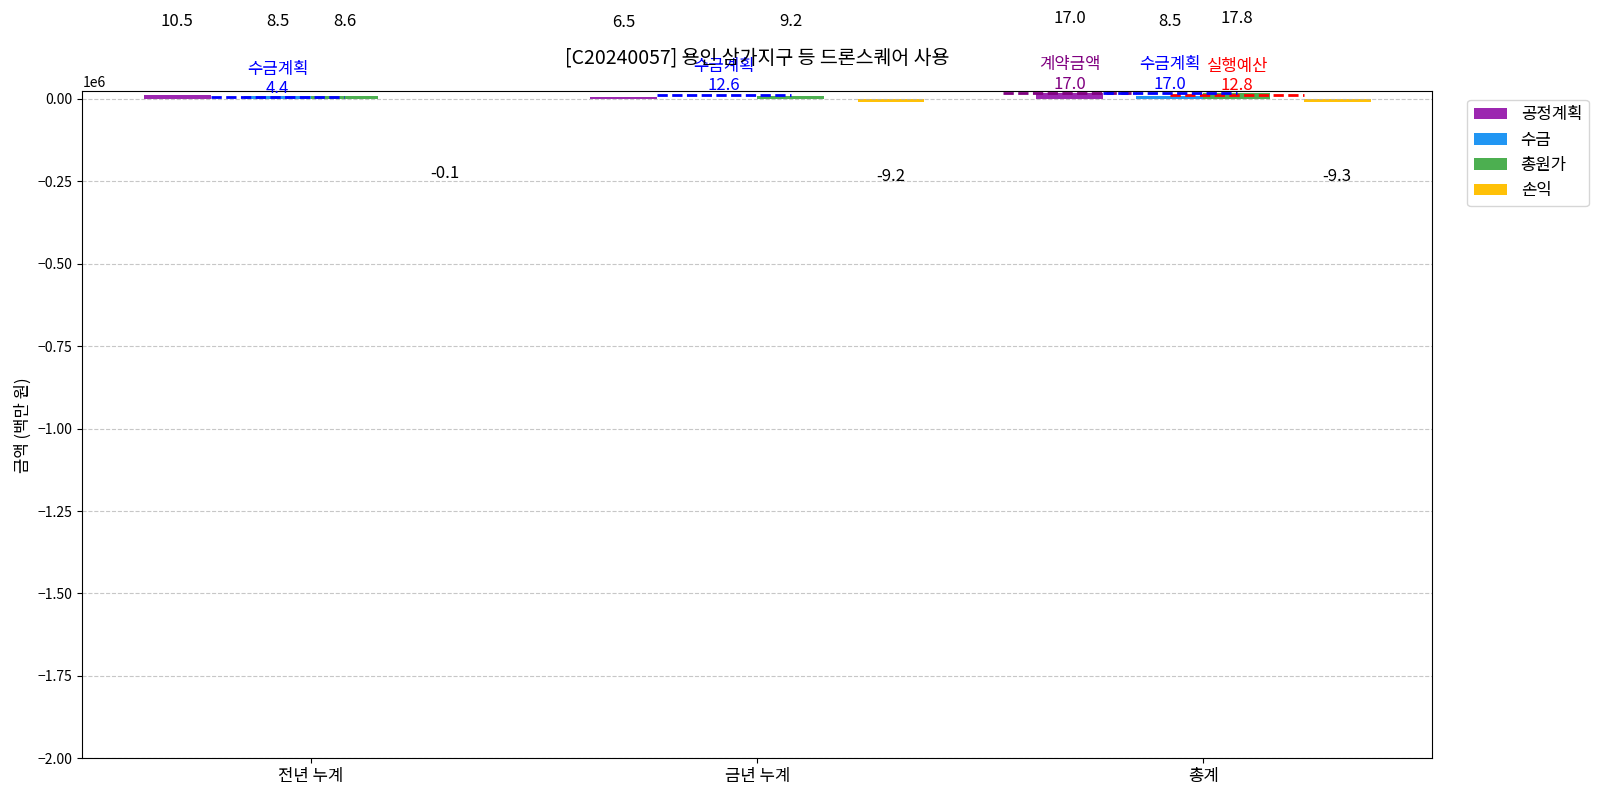 10.5 8.5 8.6 6.5 9.2 17.0 8.5 17.8
[C20240057] 용인 상가지구 등 드론스퀘어 사용
수금계획
4.4
수금계획
12.6
계약금액
17.0
수금계획
17.0
실행예산
12.8
1e6
0.00
−0.25
−0.50
−0.75
−1.00
−1.25
−1.50
−1.75
−2.00
-0.1 -9.2 -9.3
금액 (백만 원)
전년 누계 금년 누계 총계
공정계획
수금
총원가
손익